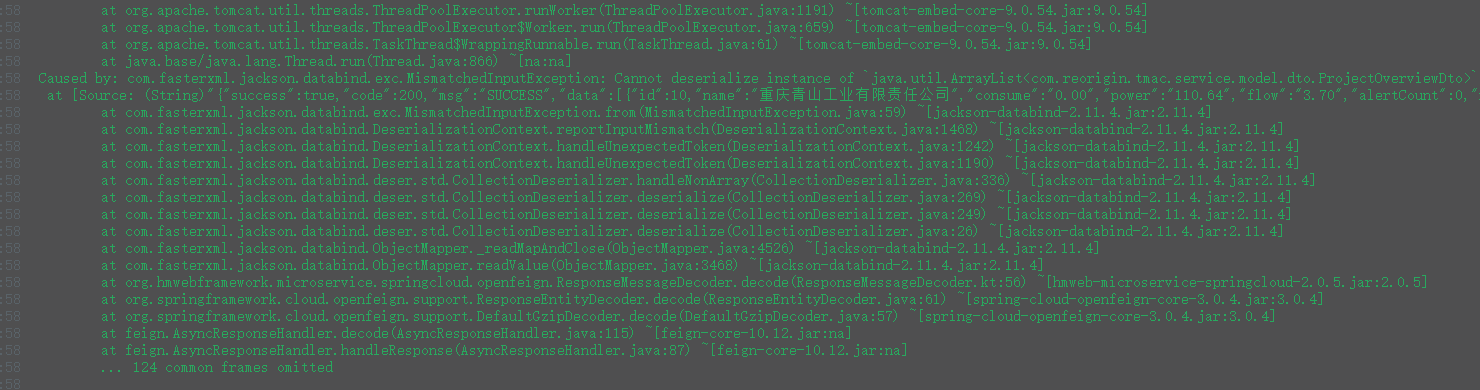 :58 at org.apache.tomcat.util.threads.ThreadPoolExecutor.runWorker(ThreadPoolExecutor.java:1191) ~[tomcat-embed-core-9.0.54.jar:9.0.54]
:58 at org.apache.tomcat.util.threads.ThreadPoolExecutor$Worker.run(ThreadPoolExecutor.java:659) ~[tomcat-embed-core-9.0.54.jar:9.0.54]
:58 at org.apache.tomcat.util.threads.TaskThread$WrappingRunnable.run(TaskThread.java:61) ~[tomcat-embed-core-9.0.54.jar:9.0.54]
:58 at java.base/java.lang.Thread.run(Thread.java:866) ~[na:na]
:58 Caused by: com.fasterxml.jackson.databind.exc.MismatchedInputException: Cannot deserialize instance of `java.util.ArrayList<com.reorigin.tmac.service.model.dto.ProjectOverviewDto>`
:58 at [Source: (String)"{"success":true,"code":200,"msg":"SUCCESS","data":[{"id":10,"name":"重庆青山工业有限责任公司","consume":"0.00","power":"110.64","flow":"3.70","alertCount":0,"
:58 at com.fasterxml.jackson.databind.exc.MismatchedInputException.from(MismatchedInputException.java:59) ~[jackson-databind-2.11.4.jar:2.11.4]
:58 at com.fasterxml.jackson.databind.DeserializationContext.reportInputMismatch(DeserializationContext.java:1468) ~[jackson-databind-2.11.4.jar:2.11.4]
:58 at com.fasterxml.jackson.databind.DeserializationContext.handleUnexpectedToken(DeserializationContext.java:1242) ~[jackson-databind-2.11.4.jar:2.11.4]
:58 at com.fasterxml.jackson.databind.DeserializationContext.handleUnexpectedToken(DeserializationContext.java:1190) ~[jackson-databind-2.11.4.jar:2.11.4]
:58 at com.fasterxml.jackson.databind.deser.std.CollectionDeserializer.handleNonArray(CollectionDeserializer.java:336) ~[jackson-databind-2.11.4.jar:2.11.4]
:58 at com.fasterxml.jackson.databind.deser.std.CollectionDeserializer.deserialize(CollectionDeserializer.java:269) ~[jackson-databind-2.11.4.jar:2.11.4]
:58 at com.fasterxml.jackson.databind.deser.std.CollectionDeserializer.deserialize(CollectionDeserializer.java:249) ~[jackson-databind-2.11.4.jar:2.11.4]
:58 at com.fasterxml.jackson.databind.deser.std.CollectionDeserializer.deserialize(CollectionDeserializer.java:26) ~[jackson-databind-2.11.4.jar:2.11.4]
:58 at com.fasterxml.jackson.databind.ObjectMapper._readMapAndClose(ObjectMapper.java:4526) ~[jackson-databind-2.11.4.jar:2.11.4]
:58 at com.fasterxml.jackson.databind.ObjectMapper.readValue(ObjectMapper.java:3468) ~[jackson-databind-2.11.4.jar:2.11.4]
:58 at org.hmwebframework.microservice.springcloud.openfeign.ResponseMessageDecoder.decode(ResponseMessageDecoder.kt:56) ~[hmweb-microservice-springcloud-2.0.5.jar:2.0.5]
:58 at org.springframework.cloud.openfeign.support.ResponseEntityDecoder.decode(ResponseEntityDecoder.java:61) ~[spring-cloud-openfeign-core-3.0.4.jar:3.0.4]
:58 at org.springframework.cloud.openfeign.support.DefaultGzipDecoder.decode(DefaultGzipDecoder.java:57) ~[spring-cloud-openfeign-core-3.0.4.jar:3.0.4]
:58 at feign.AsyncResponseHandler.decode(AsyncResponseHandler.java:115) ~[feign-core-10.12.jar:na]
:58 at feign.AsyncResponseHandler.handleResponse(AsyncResponseHandler.java:87) ~[feign-core-10.12.jar:na]
:58 ... 124 common frames omitted
:58